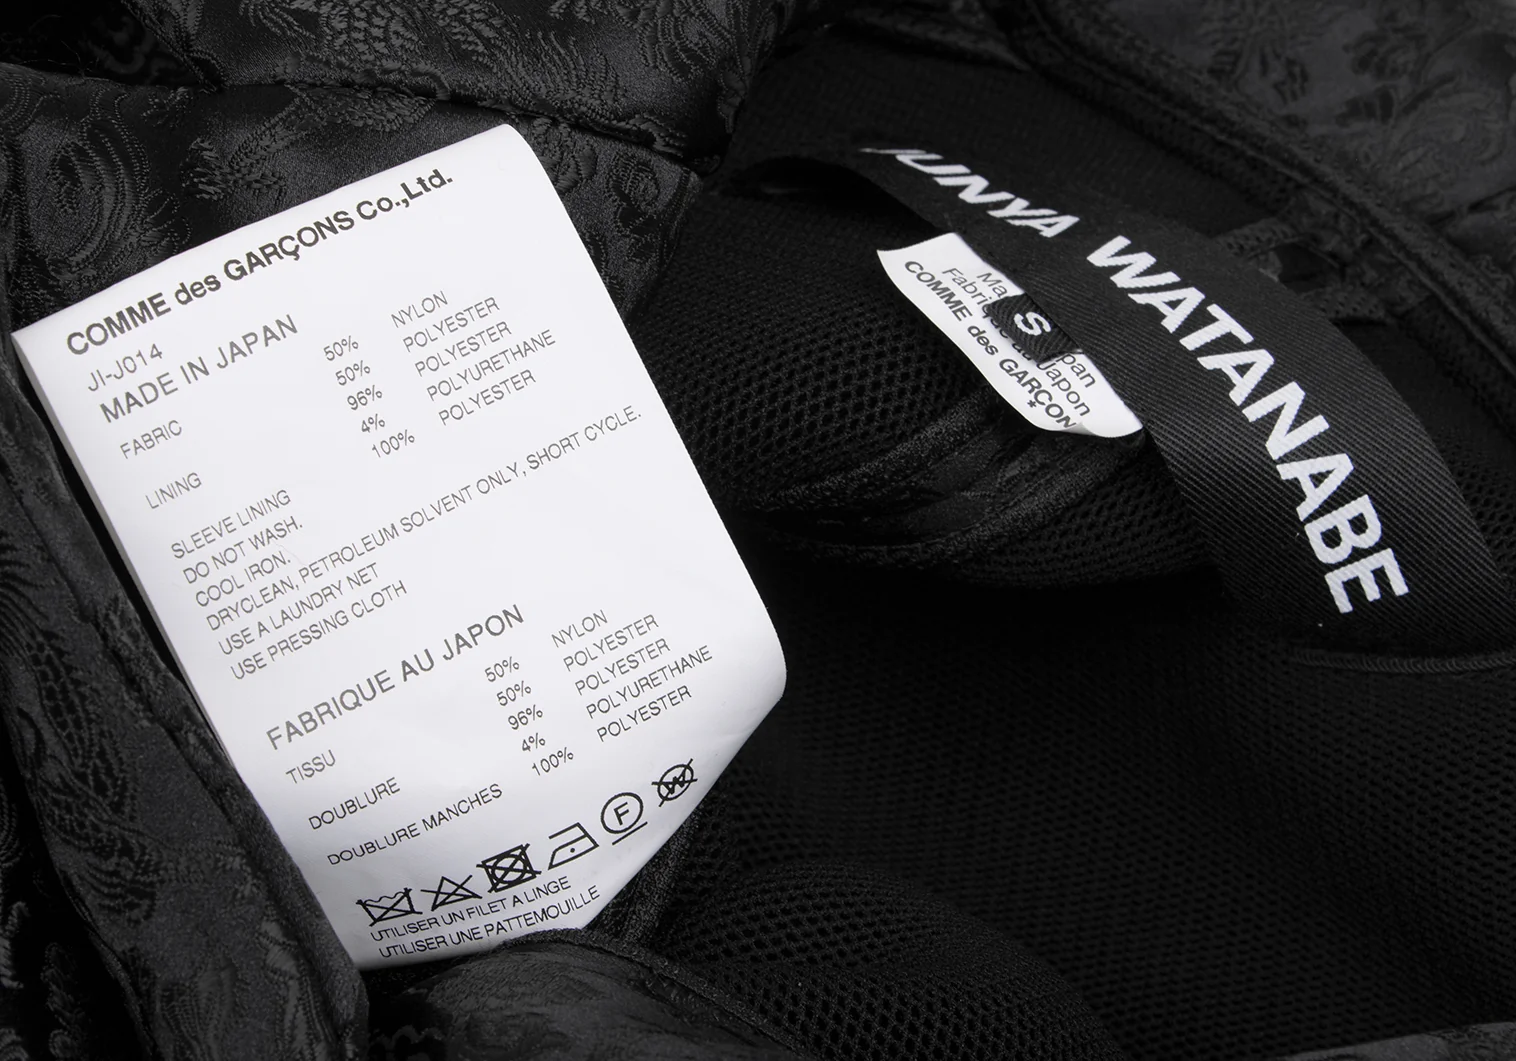 COMME des GARÇONS Co.,Ltd.
JI-J014
MADE IN JAPAN
FABRIC 50% NYLON
50% POLYESTER
LINING 96% POLYESTER
4% POLYURETHANE
SLEEVE LINING 100% POLYESTER
DO NOT WASH.
COOL IRON.
DRYCLEAN, PETROLEUM SOLVENT ONLY, SHORT CYCLE.
USE A LAUNDRY NET
USE PRESSING CLOTH
FABRIQUE AU JAPON
TISSU 50% NYLON
50% POLYESTER
DOUBLURE 96% POLYESTER
4% POLYURETHANE
DOUBLURE MANCHES 100% POLYESTER
F
W
UTILISER UN FILET A LINGE
UTILISER UNE PATTEMOUILLE
JUNYA WATANABE
S
COMME des GARÇON